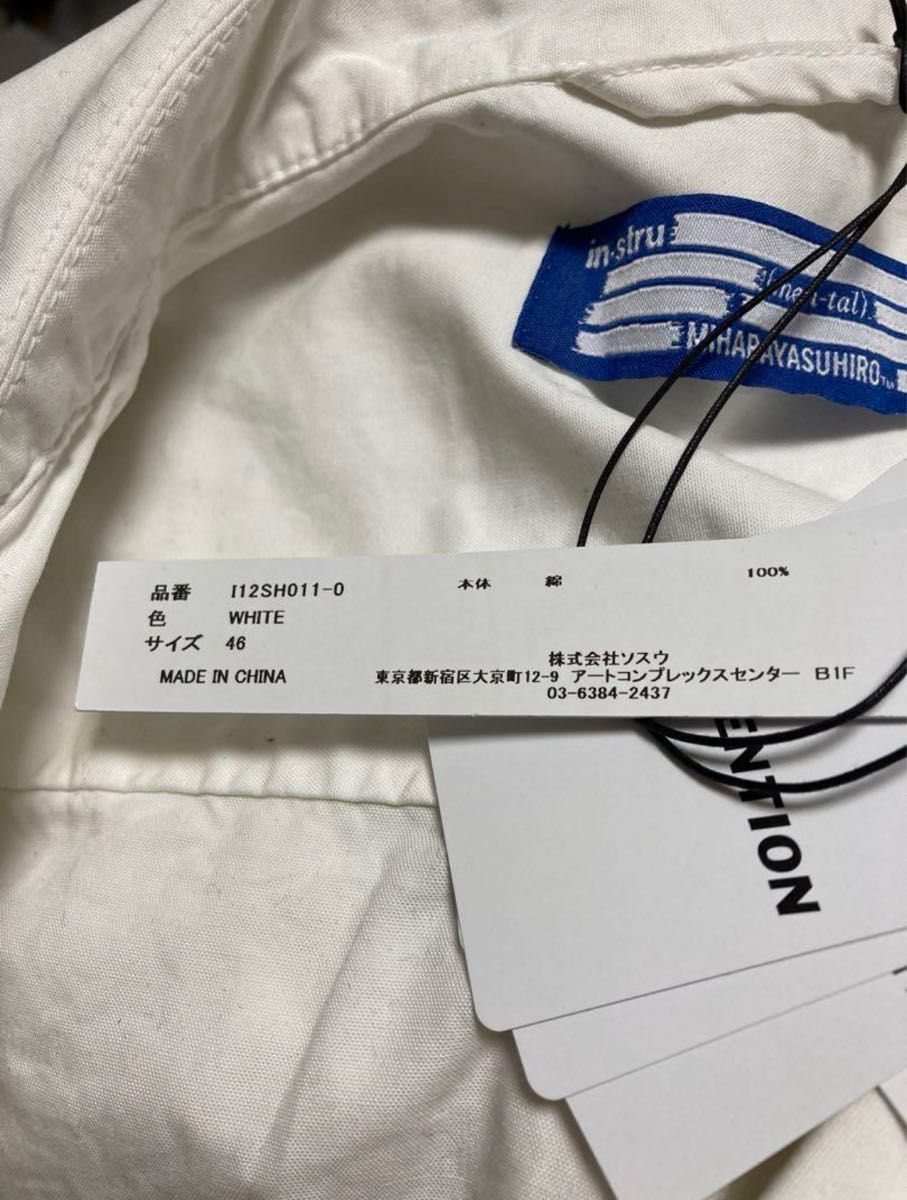 in-stru
(men-tal).
MIHARAYASUHIRO TM
品番 I12SH011-0
本体 綿 100%
色 WHITE
サイズ 46
MADE IN CHINA
株式会社ソスウ
東京都新宿区大京町12-9 アートコンプレックスセンター B1F
03-6384-2437
ENTION